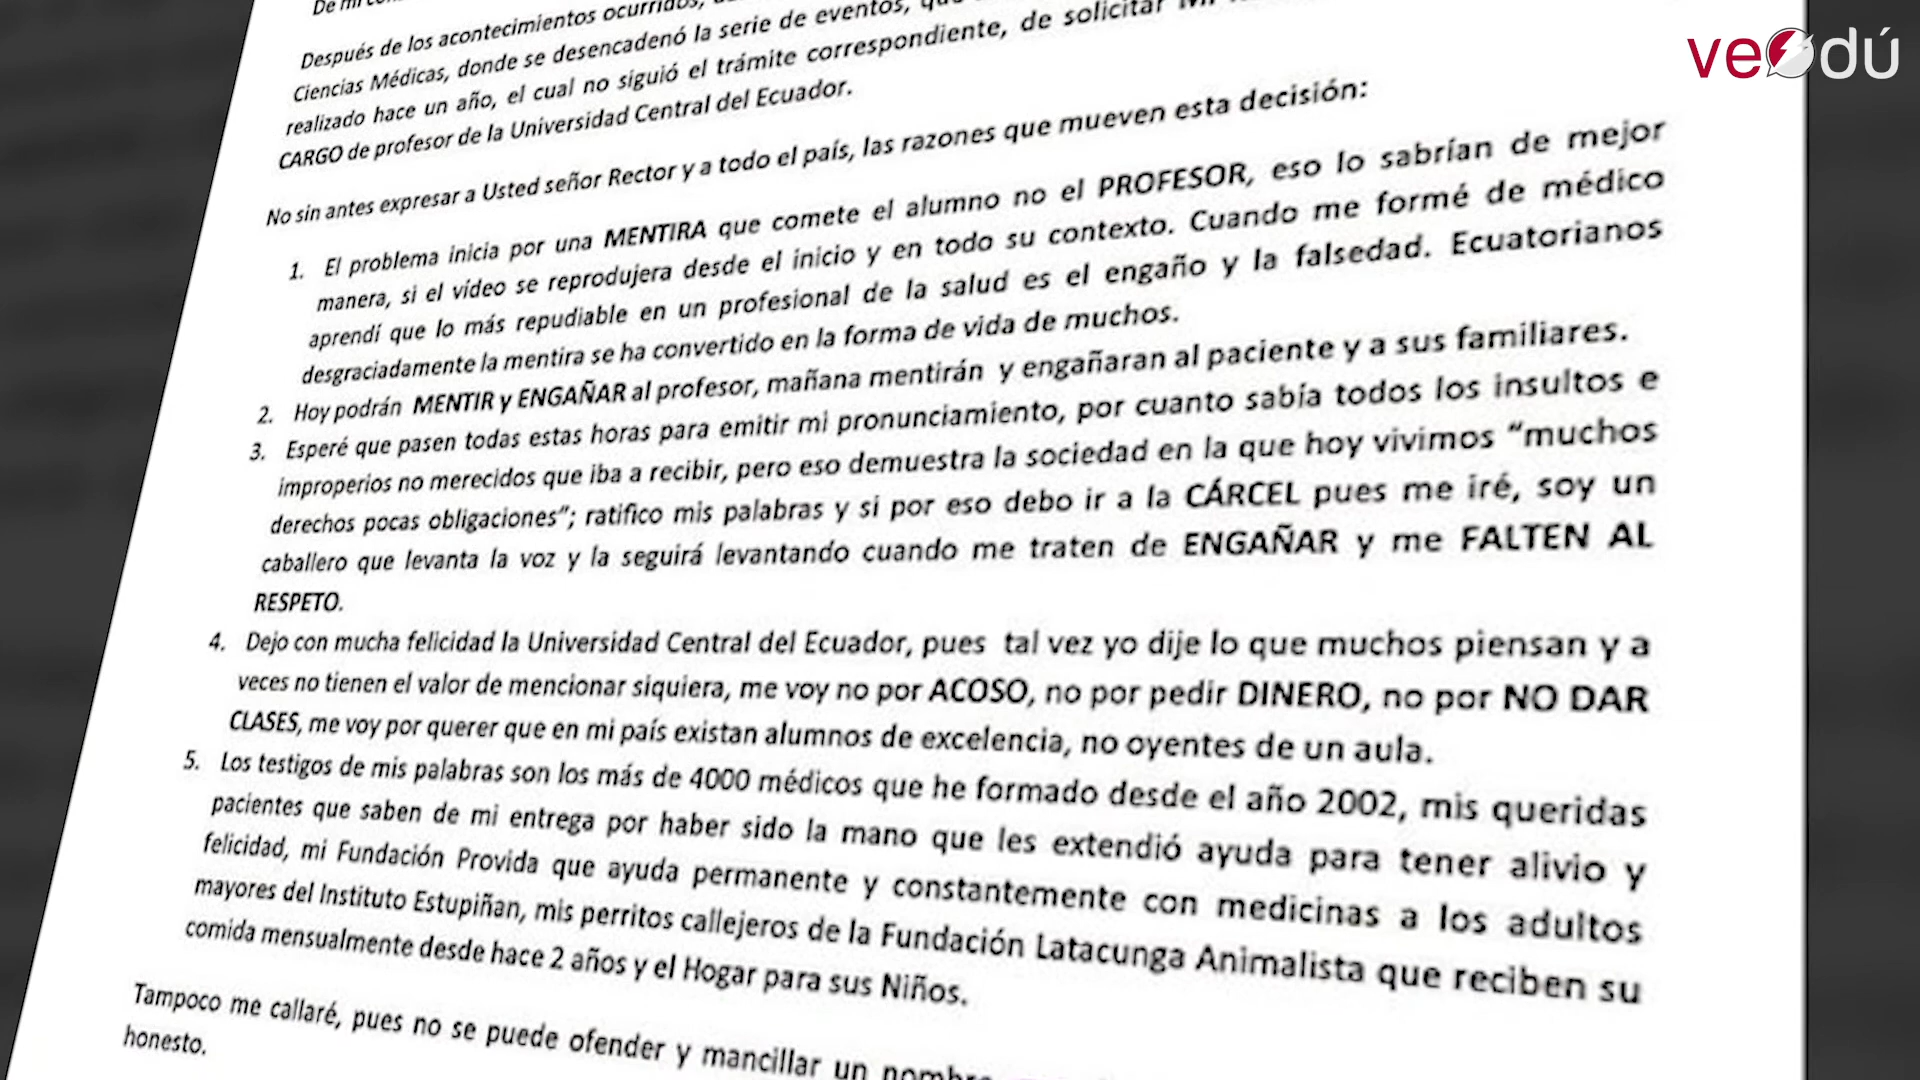 De mi
Después de los acontecimientos ocurridos,
Ciencias Médicas, donde se desencadenó la serie de eventos,
realizado hace un año, el cual no siguió el trámite correspondiente, de solicitar
CARGO de profesor de la Universidad Central del Ecuador.
No sin antes expresar a Usted señor Rector y a todo el país, las razones que mueven esta decisión:
1. El problema inicia por una MENTIRA que comete el alumno no el PROFESOR, eso lo sabrían de mejor
manera, si el vídeo se reprodujera desde el inicio y en todo su contexto. Cuando me formé de médico
aprendí que lo más repudiable en un profesional de la salud es el engaño y la falsedad. Ecuatorianos
desgraciadamente la mentira se ha convertido en la forma de vida de muchos.
2. Hoy podrán MENTIR y ENGAÑAR al profesor, mañana mentirán y engañaran al paciente y a sus familiares.
3. Esperé que pasen todas estas horas para emitir mi pronunciamiento, por cuanto sabía todos los insultos e
improperios no merecidos que iba a recibir, pero eso demuestra la sociedad en la que hoy vivimos “muchos
derechos pocas obligaciones”; ratifico mis palabras y si por eso debo ir a la CÁRCEL pues me iré, soy un
caballero que levanta la voz y la seguirá levantando cuando me traten de ENGAÑAR y me FALTEN AL
RESPETO.
4. Dejo con mucha felicidad la Universidad Central del Ecuador, pues tal vez yo dije lo que muchos piensan y a
veces no tienen el valor de mencionar siquiera, me voy no por ACOSO, no por pedir DINERO, no por NO DAR
CLASES, me voy por querer que en mi país existan alumnos de excelencia, no oyentes de un aula.
5. Los testigos de mis palabras son los más de 4000 médicos que he formado desde el año 2002, mis queridas
pacientes que saben de mi entrega por haber sido la mano que les extendió ayuda para tener alivio y
felicidad, mi Fundación Provida que ayuda permanente y constantemente con medicinas a los adultos
mayores del Instituto Estupiñan, mis perritos callejeros de la Fundación Latacunga Animalista que reciben su
comida mensualmente desde hace 2 años y el Hogar para sus Niños.
Tampoco me callaré, pues no se puede ofender y mancillar un nombre
honesto.
veodú